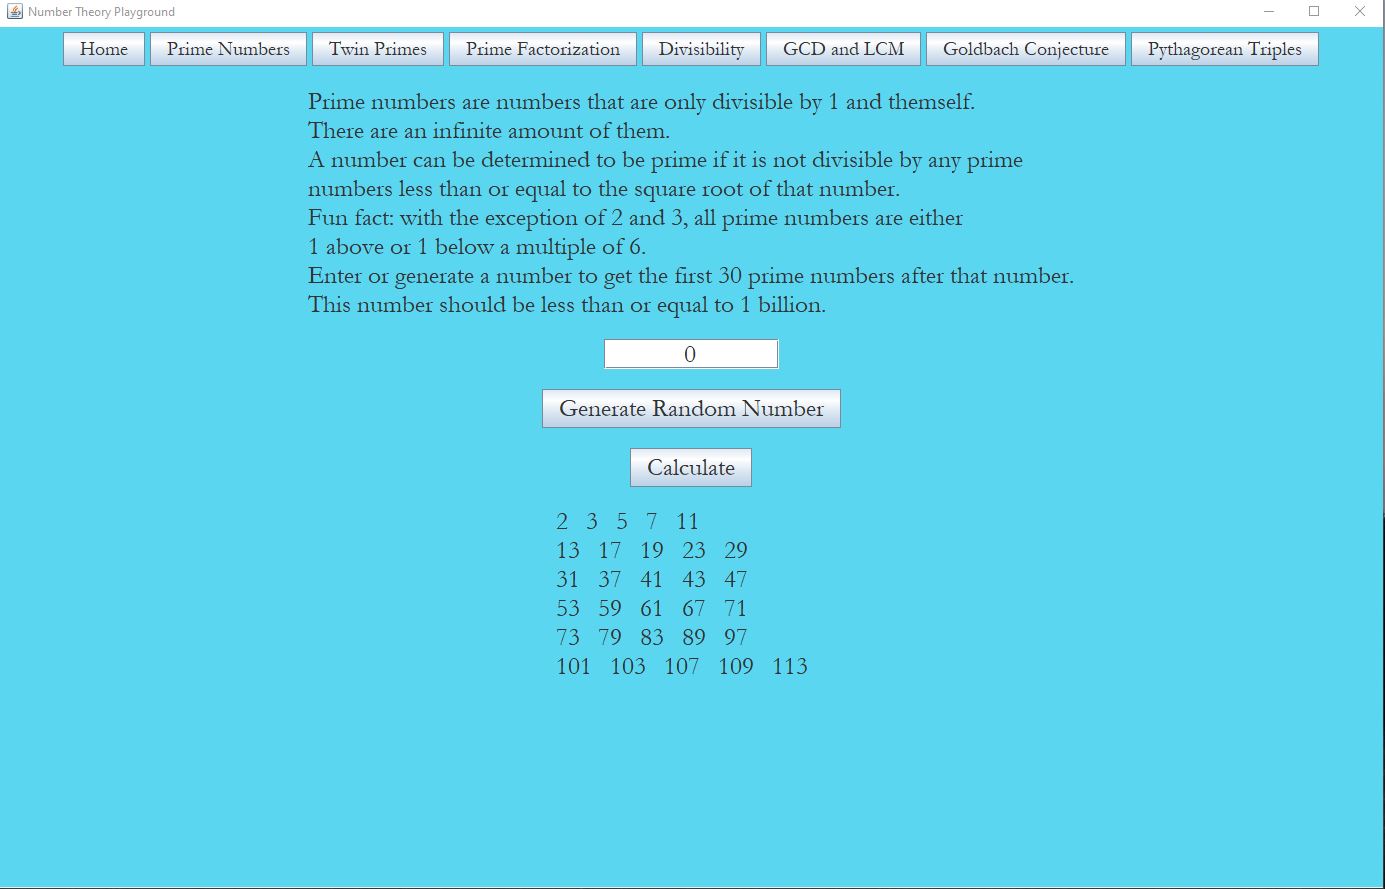 Number Theory Playground
Home Prime Numbers Twin Primes Prime Factorization Divisibility GCD and LCM Goldbach Conjecture Pythagorean Triples
Prime numbers are numbers that are only divisible by 1 and themself.
There are an infinite amount of them.
A number can be determined to be prime if it is not divisible by any prime
numbers less than or equal to the square root of that number.
Fun fact: with the exception of 2 and 3, all prime numbers are either
1 above or 1 below a multiple of 6.
Enter or generate a number to get the first 30 prime numbers after that number.
This number should be less than or equal to 1 billion.
0
Generate Random Number
Calculate
2 3 5 7 11
13 17 19 23 29
31 37 41 43 47
53 59 61 67 71
73 79 83 89 97
101 103 107 109 113